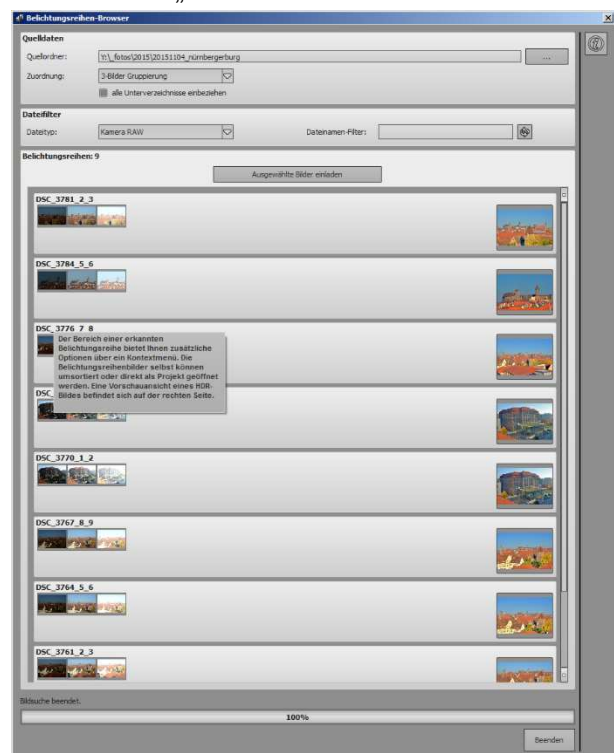 „
Belichtungsreihen-Browser
Quelldaten
Quellordner: Y:\_fotos\2015\20151104_nürnbergerburg ...
Zuordnung: 3-Bilder Gruppierung
alle Unterverzeichnisse einbeziehen
Dateifilter
Dateityp: Kamera RAW Dateinamen-Filter:
Belichtungsreihen: 9
Ausgewählte Bilder einladen
DSC_3781_2_3
DSC_3784_5_6
DSC_3776_7_8
Der Bereich einer erkannten
Belichtungsreihe bietet Ihnen zusätzliche
Optionen über ein Kontextmenü. Die
Belichtungsreihenbilder selbst können
umsortiert oder direkt als Projekt geöffnet
werden. Eine Vorschauansicht eines HDR-
Bildes befindet sich auf der rechten Seite.
DSC_
DSC_3770_1_2
DSC_3767_8_9
DSC_3764_5_6
DSC_3761_2_3
Bildsuche beendet.
100%
Beenden